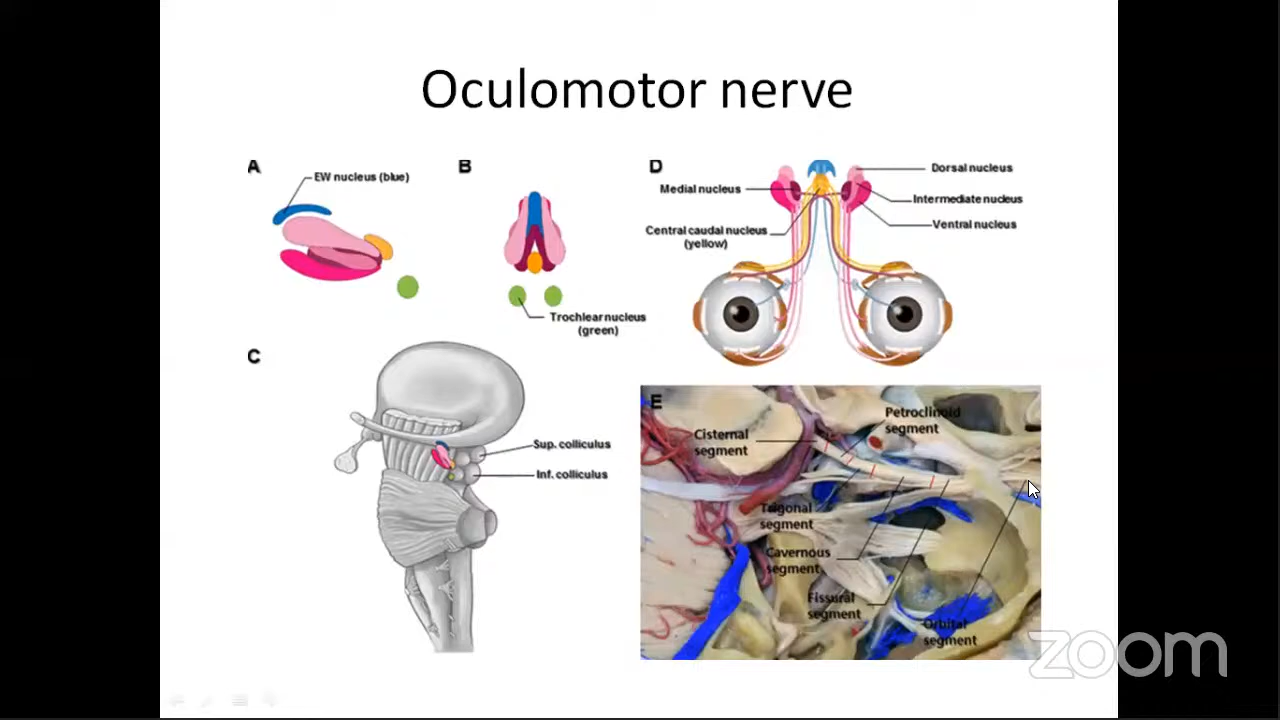 Oculomotor nerve
A
EW nucleus (blue)
B
Trochlear nucleus
(green)
C
Sup. colliculus
Inf. colliculus
D
Dorsal nucleus
Medial nucleus
Intermediate nucleus
Ventral nucleus
Central caudal nucleus
(yellow)
E
Petroclinoid
segment
Cisternal
segment
Trigonal
segment
Cavernous
segment
Fissural
segment
Orbital
segment
zoom